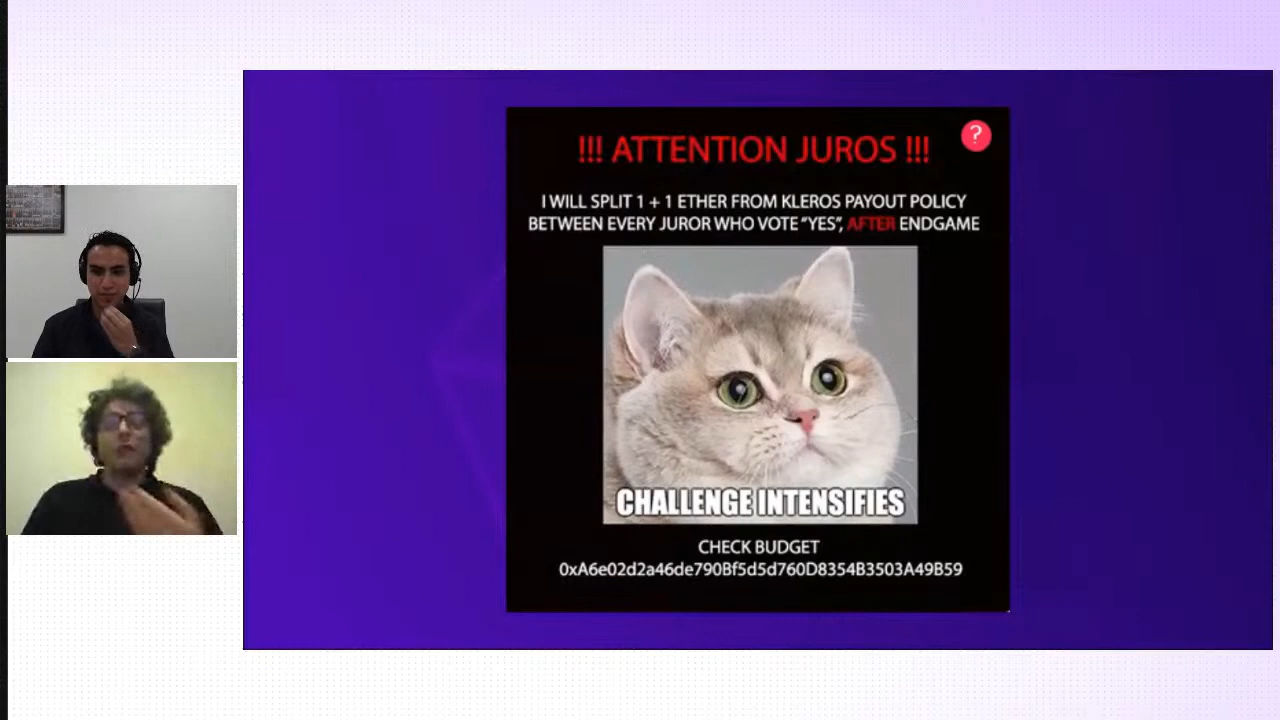 !!! ATTENTION JUROS !!!
?
I WILL SPLIT 1 + 1 ETHER FROM KLEROS PAYOUT POLICY
BETWEEN EVERY JUROR WHO VOTE “YES”, AFTER ENDGAME
CHALLENGE INTENSIFIES
CHECK BUDGET
0xA6e02d2a46de790Bf5d5d760D8354B3503A49B59